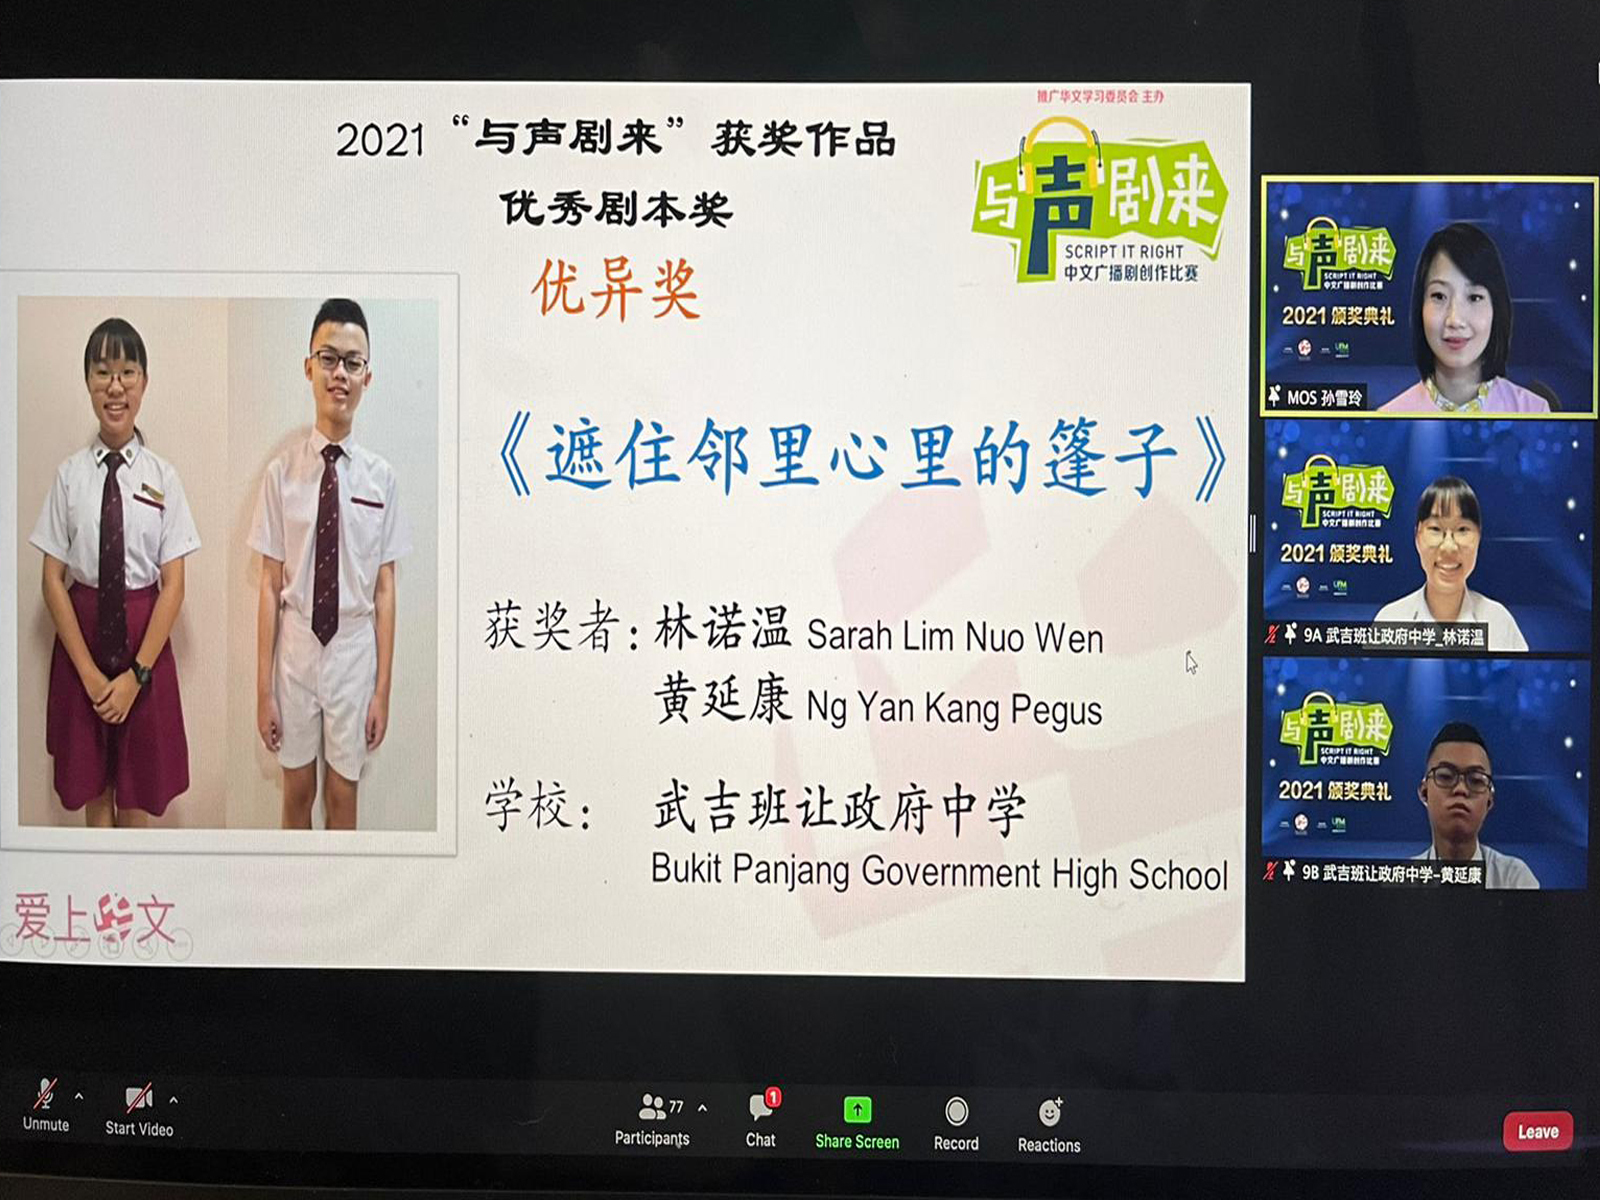 推广华文学习委员会 主办
2021 “与声剧来” 获奖作品
优秀剧本奖
优异奖
与声剧来
SCRIPT IT RIGHT
中文广播剧创作比赛
《遮住邻里心里的篷子》
获奖者：林诺温 Sarah Lim Nuo Wen
黄延康 Ng Yan Kang Pegus
学校： 武吉班让政府中学
Bukit Panjang Government High School
爱上华文
与声剧来
SCRIPT IT RIGHT
中文广播剧创作比赛
2021 颁奖典礼
MOS 孙雪玲
与声剧来
SCRIPT IT RIGHT
中文广播剧创作比赛
2021 颁奖典礼
9A 武吉班让政府中学_林诺温
与声剧来
SCRIPT IT RIGHT
中文广播剧创作比赛
2021 颁奖典礼
9B 武吉班让政府中学-黄延康
Unmute
Start Video
77
Participants
1
Chat
Share Screen
Record
Reactions
Leave